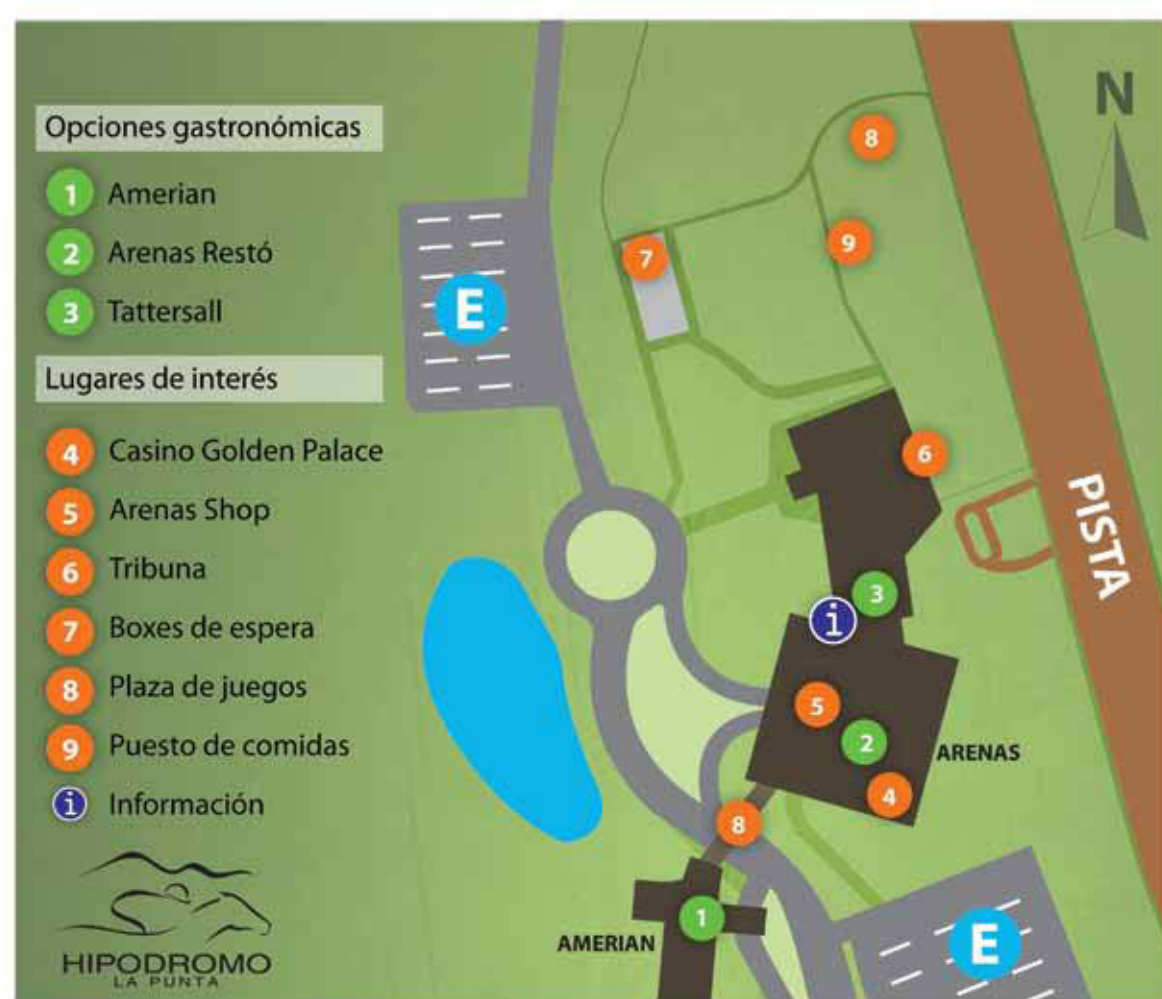 Opciones gastronómicas
1 Amerian
2 Arenas Restó
3 Tattersall
Lugares de interés
4 Casino Golden Palace
5 Arenas Shop
6 Tribuna
7 Boxes de espera
8 Plaza de juegos
9 Puesto de comidas
i Información
HIPODROMO
LA PUNTA
N
8
9
7
E
6
PISTA
3
i
5
2
ARENAS
4
8
1
AMERIAN
E